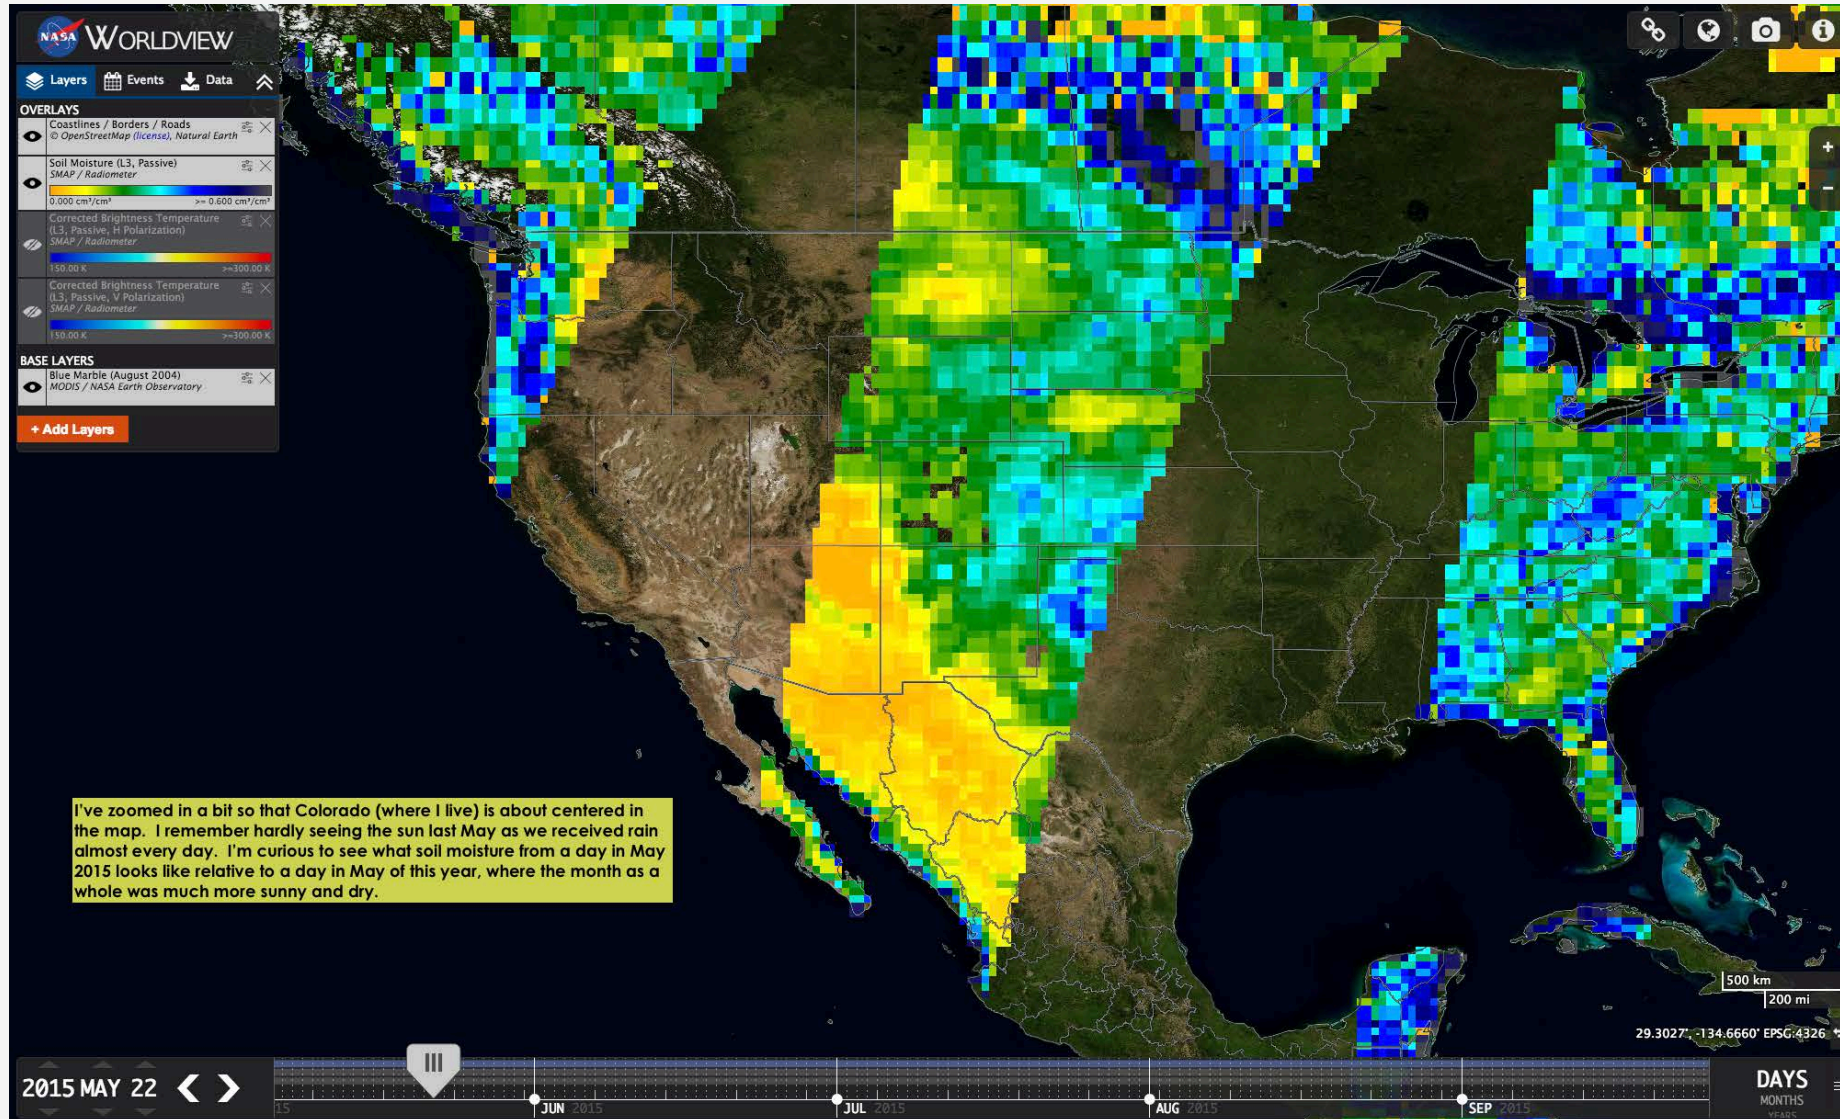 NASA WORLDVIEW
Layers Events Data
OVERLAYS
Coastlines / Borders / Roads
© OpenStreetMap (license), Natural Earth
Soil Moisture (L3, Passive)
SMAP / Radiometer
0.000 cm³/cm³ >= 0.600 cm³/cm³
Corrected Brightness Temperature
(L3, Passive, H Polarization)
SMAP / Radiometer
150.00 K >=300.00 K
Corrected Brightness Temperature
(L3, Passive, V Polarization)
SMAP / Radiometer
150.00 K >=300.00 K
BASE LAYERS
Blue Marble (August 2004)
MODIS / NASA Earth Observatory
+ Add Layers
I've zoomed in a bit so that Colorado (where I live) is about centered in
the map. I remember hardly seeing the sun last May as we received rain
almost every day. I'm curious to see what soil moisture from a day in May
2015 looks like relative to a day in May of this year, where the month as a
whole was much more sunny and dry.
500 km
200 mi
29.3027°, -134.6660° EPSG:4326
2015 MAY 22
15 JUN 2015 JUL 2015 AUG 2015 SEP 2015
DAYS
MONTHS
YEARS